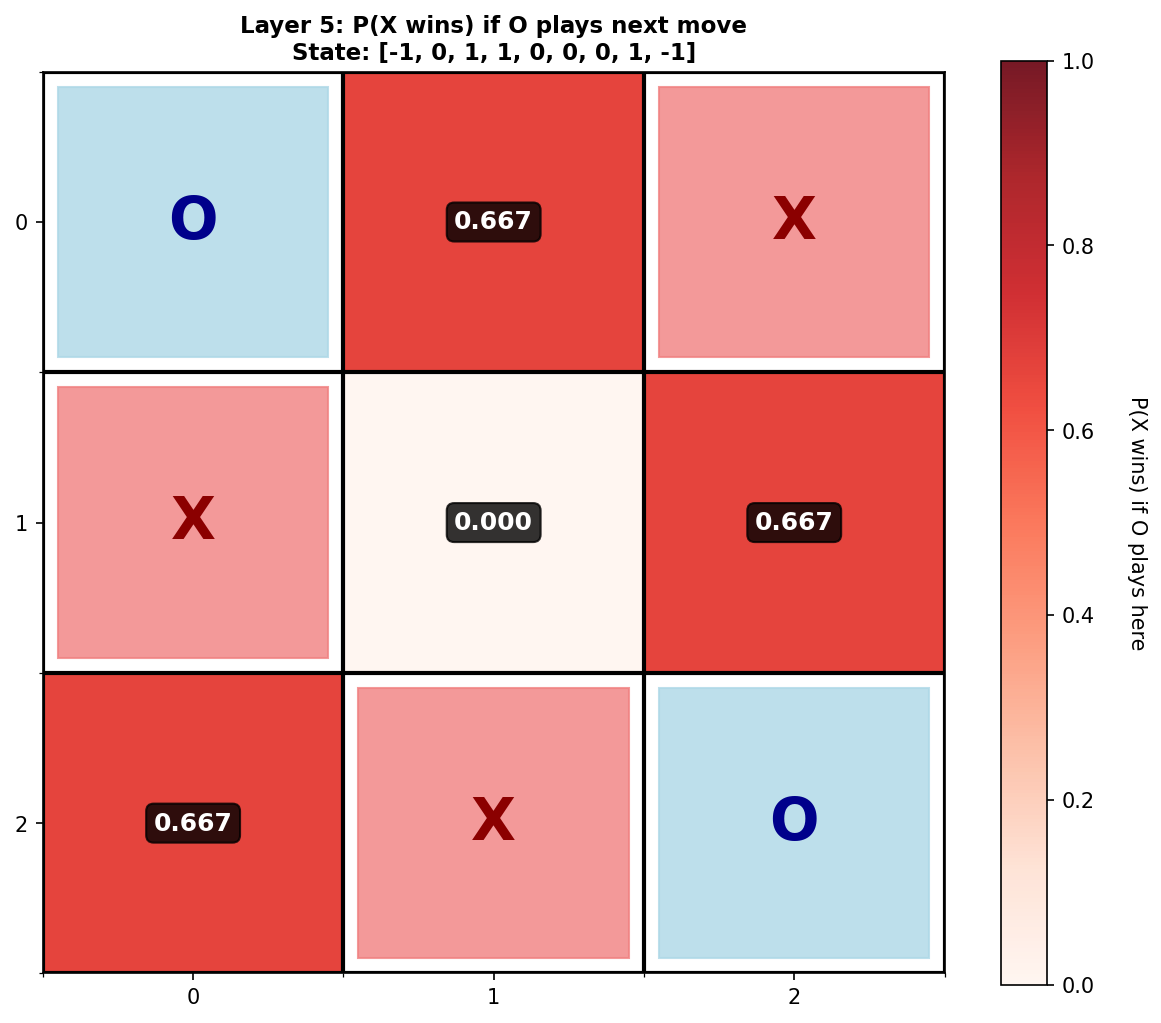 Layer 5: P(X wins) if O plays next move
State: [-1, 0, 1, 1, 0, 0, 0, 1, -1]
O
0.667
X
X
0.000
0.667
0.667
X
O
0
1
2
0
1
2
1.0
0.8
0.6
0.4
0.2
0.0
P(X wins) if O plays here